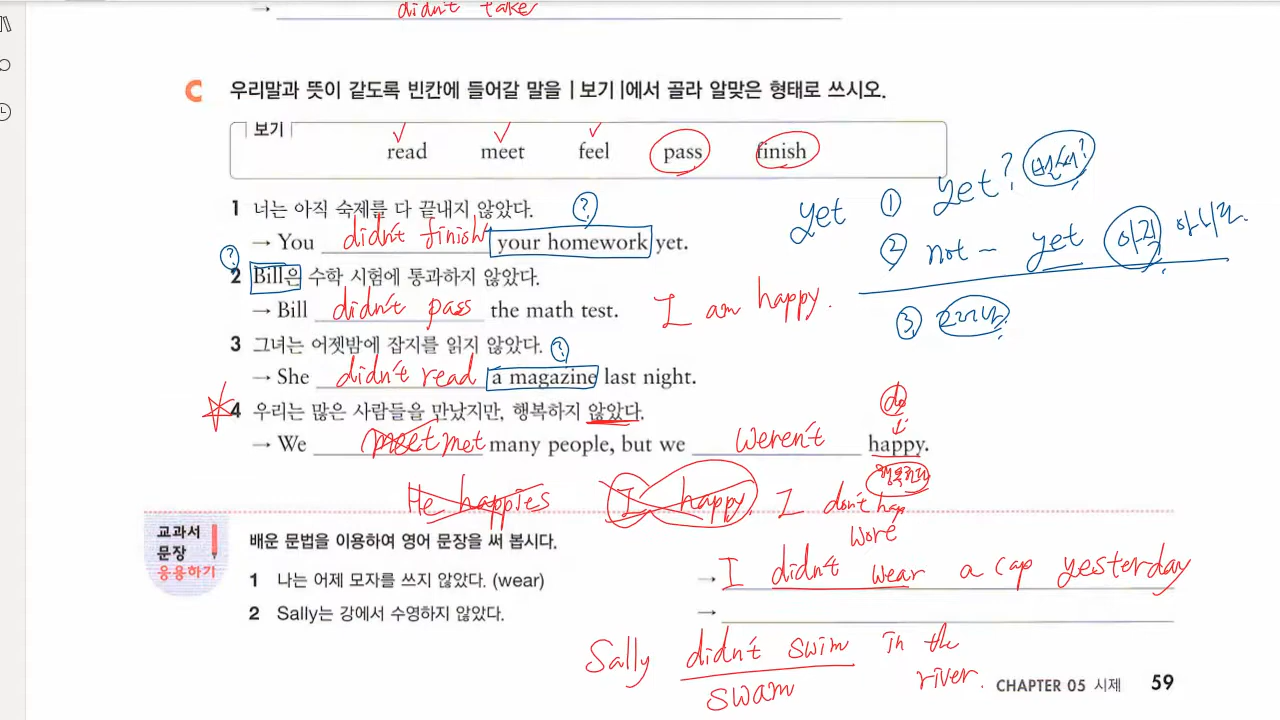 → didn't take
C 우리말과 뜻이 같도록 빈칸에 들어갈 말을 |보기|에서 골라 알맞은 형태로 쓰시오.
보기
read meet feel pass finish
yet ① yet? 벌써?
② not ~ yet 아직 아니다.
③
1 너는 아직 숙제를 다 끝내지 않았다. ?
→ You didn't finish your homework yet.
?
2 Bill은 수학 시험에 통과하지 않았다.
→ Bill didn't pass the math test. I am happy.
3 그녀는 어젯밤에 잡지를 읽지 않았다. ?
→ She didn't read a magazine last night.
4 우리는 많은 사람들을 만났지만, 행복하지 않았다.
do
→ We meet met many people, but we weren't happy.
행복하다
He happies I happy. I don't hap
교과서
문장
응용하기
배운 문법을 이용하여 영어 문장을 써 봅시다.
wore
1 나는 어제 모자를 쓰지 않았다. (wear) → I didn't wear a cap yesterday
2 Sally는 강에서 수영하지 않았다. →
Sally didn't swim in the
river.
swam
CHAPTER 05 시제 59